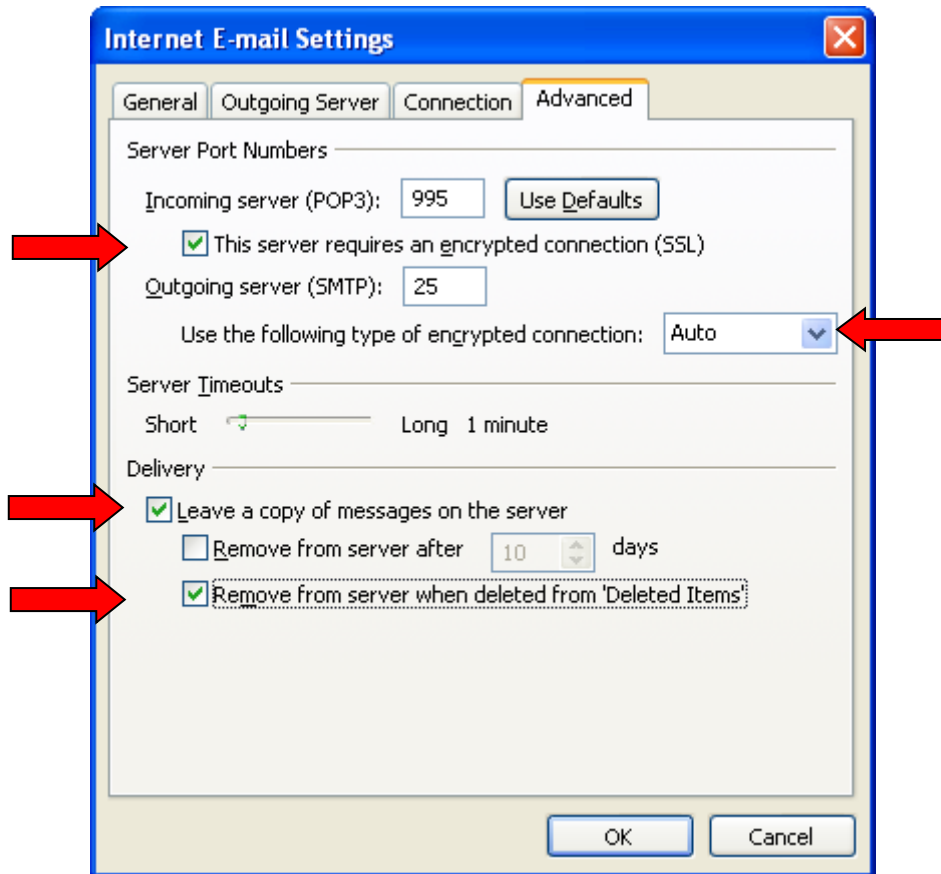 Internet E-mail Settings
General Outgoing Server Connection Advanced
Server Port Numbers
Incoming server (POP3): 995 Use Defaults
This server requires an encrypted connection (SSL)
Outgoing server (SMTP): 25
Use the following type of encrypted connection: Auto
Server Timeouts
Short Long 1 minute
Delivery
Leave a copy of messages on the server
Remove from server after 10 days
Remove from server when deleted from 'Deleted Items'
OK Cancel